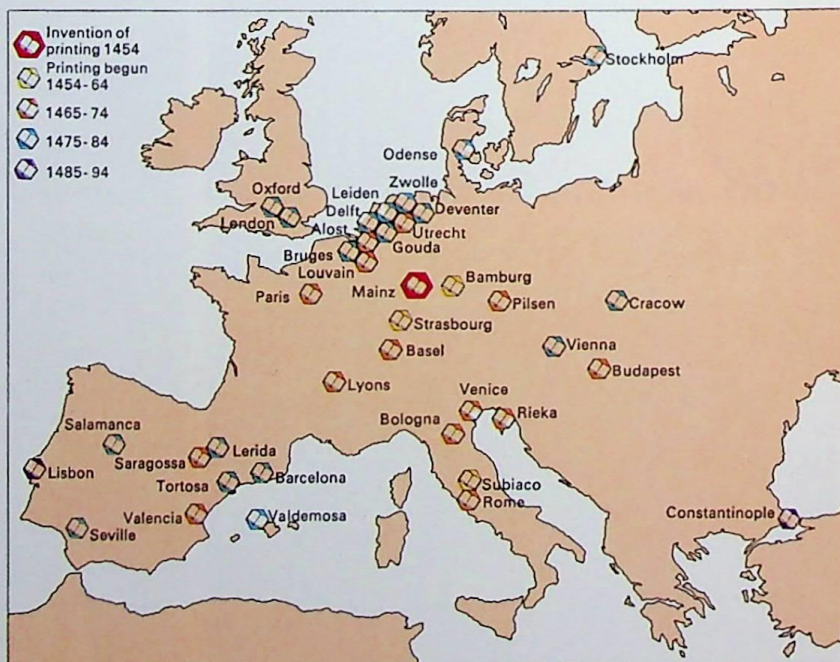 Invention of
printing 1454
Printing begun
1454-64
1465-74
1475-84
1485-94
Stockholm
Odense
Zwolle
Leiden
Oxford
Delft
Deventer
London
Alost
Utrecht
Gouda
Bruges
Louvain
Mainz
Bamburg
Paris
Pilsen
Cracow
Strasbourg
Vienna
Basel
Budapest
Lyons
Venice
Rieka
Bologna
Salamanca
Saragossa
Lerida
Lisbon
Barcelona
Tortosa
Subiaco
Rome
Valencia
Valdemosa
Constantinople
Seville